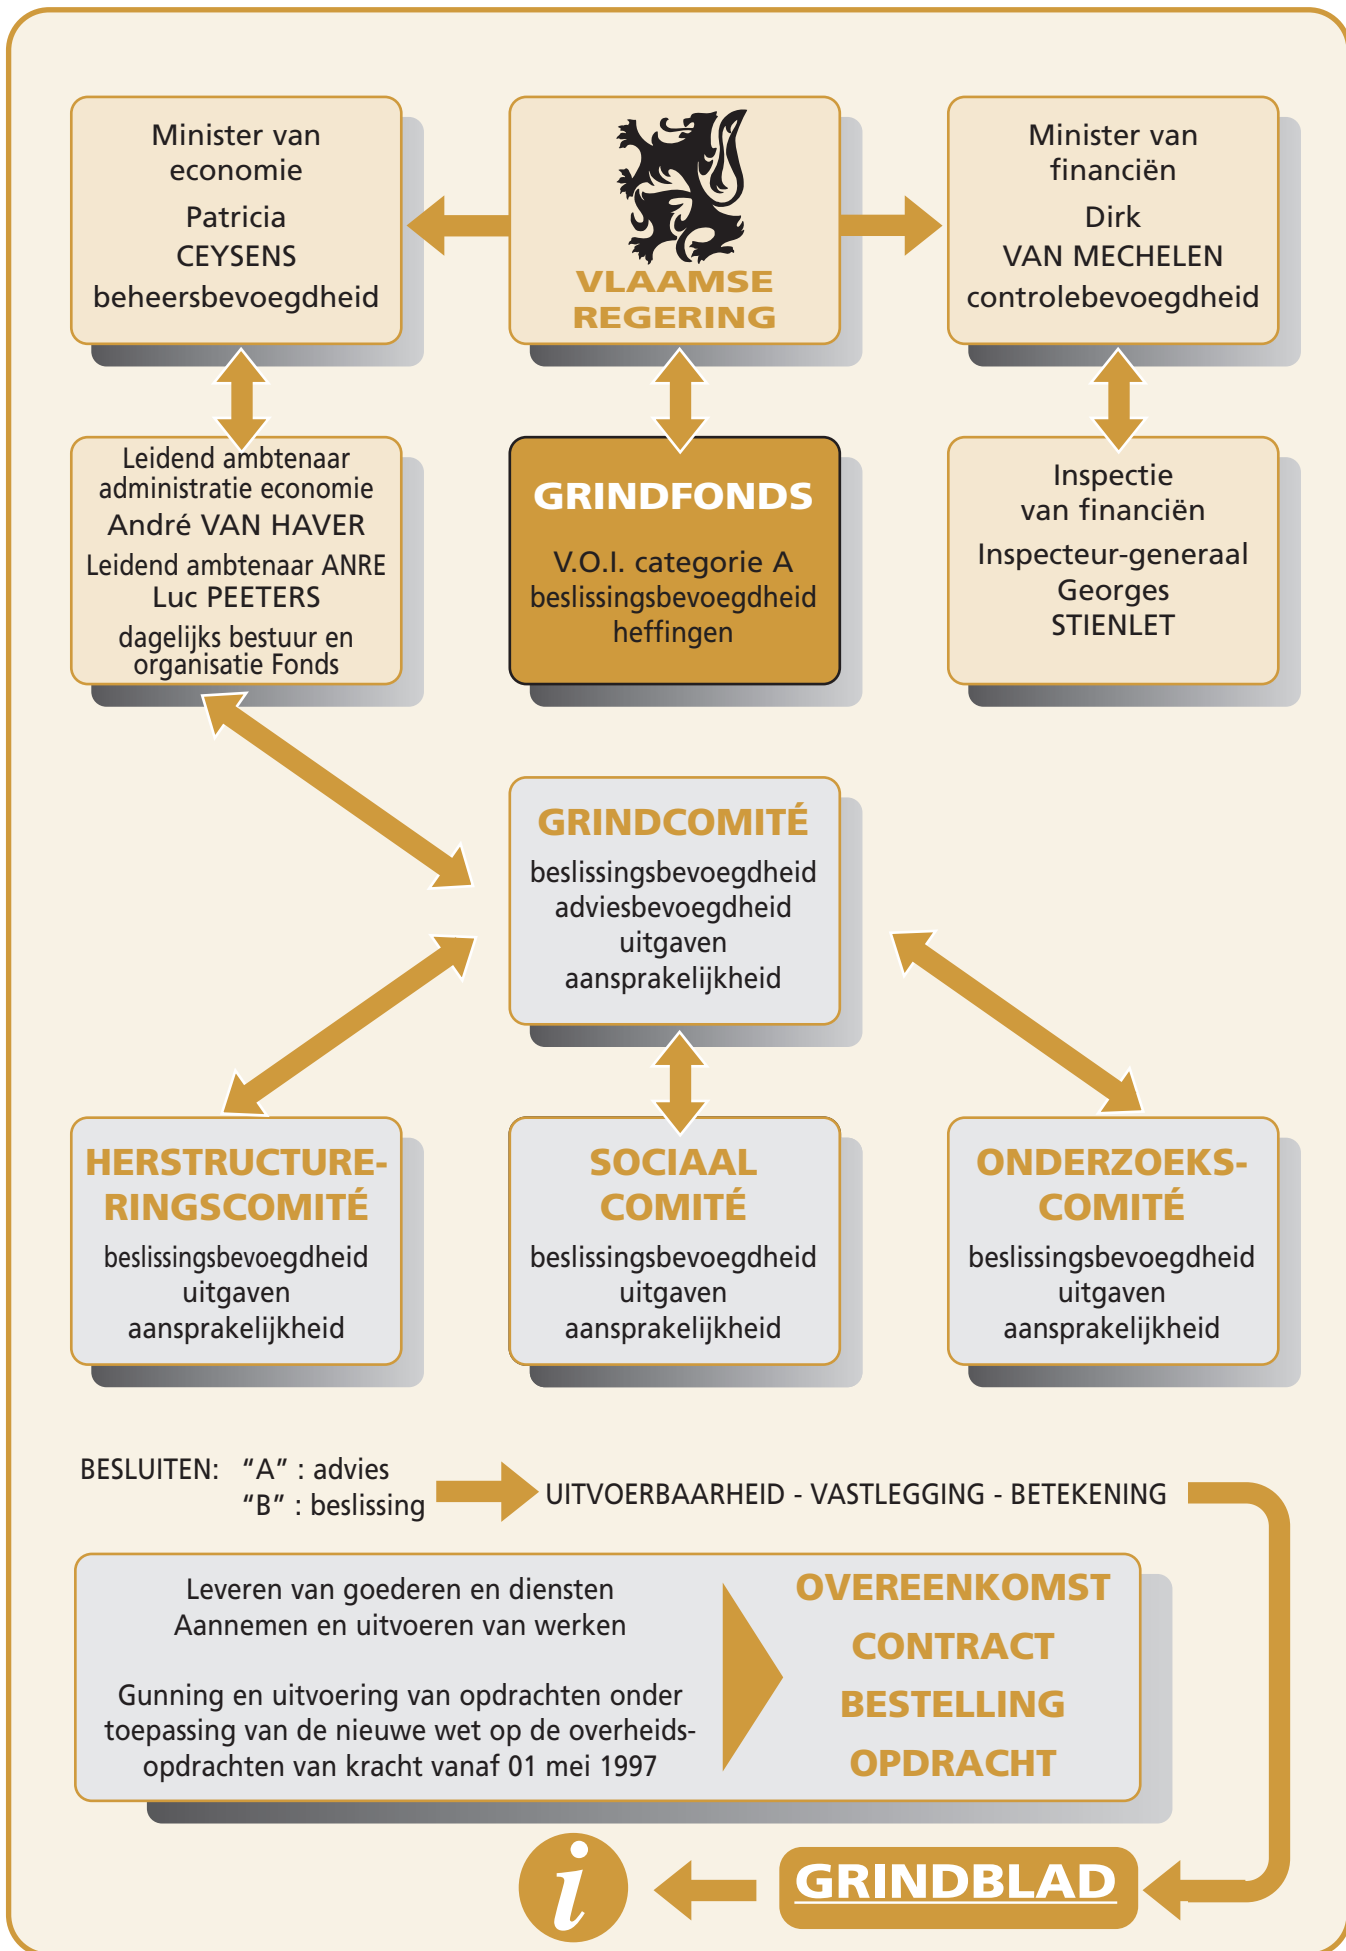 Minister van
economie
Patricia
CEYSENS
beheersbevoegdheid
VLAAMSE
REGERING
Minister van
financiën
Dirk
VAN MECHELEN
controlebevoegdheid
Leidend ambtenaar
administratie economie
André VAN HAVER
Leidend ambtenaar ANRE
Luc PEETERS
dagelijks bestuur en
organisatie Fonds
GRINDFONDS
V.O.I. categorie A
beslissingsbevoegdheid
heffingen
Inspectie
van financiën
Inspecteur-generaal
Georges
STIENLET
GRINDCOMITÉ
beslissingsbevoegdheid
adviesbevoegdheid
uitgaven
aansprakelijkheid
HERSTRUCTURE-
RINGSCOMITÉ
beslissingsbevoegdheid
uitgaven
aansprakelijkheid
SOCIAAL
COMITÉ
beslissingsbevoegdheid
uitgaven
aansprakelijkheid
ONDERZOEKS-
COMITÉ
beslissingsbevoegdheid
uitgaven
aansprakelijkheid
BESLUITEN: “A” : advies
“B” : beslissing
UITVOERBAARHEID - VASTLEGGING - BETEKENING
Leveren van goederen en diensten
Aannemen en uitvoeren van werken
Gunning en uitvoering van opdrachten onder
toepassing van de nieuwe wet op de overheids-
opdrachten van kracht vanaf 01 mei 1997
OVEREENKOMST
CONTRACT
BESTELLING
OPDRACHT
i
GRINDBLAD